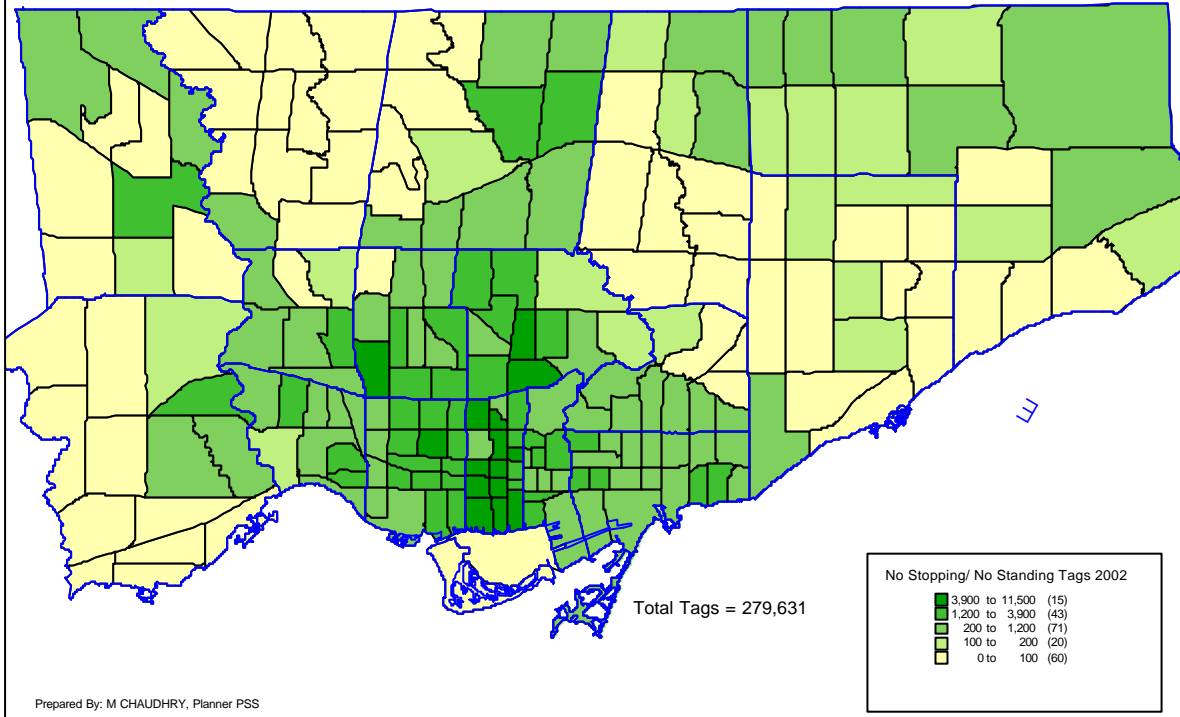 Total Tags = 279,631
No Stopping/ No Standing Tags 2002
3,900 to 11,500 (15)
1,200 to 3,900 (43)
200 to 1,200 (71)
100 to 200 (20)
0 to 100 (60)
Prepared By: M CHAUDHRY, Planner PSS